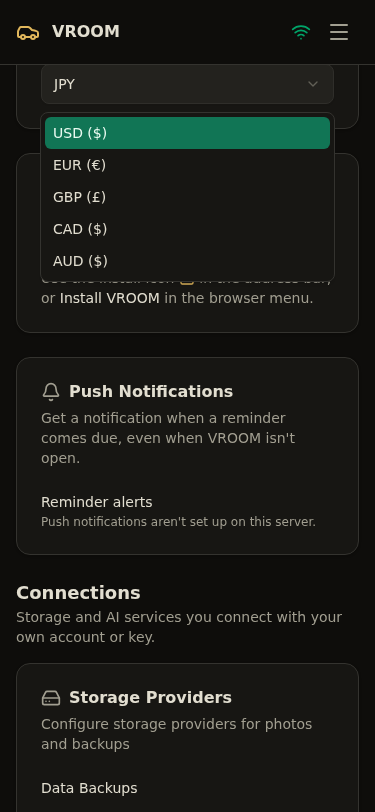 VROOM
JPY
USD ($)
EUR (€)
GBP (£)
CAD ($)
AUD ($)
or Install VROOM in the browser menu.
Push Notifications
Get a notification when a reminder
comes due, even when VROOM isn't
open.
Reminder alerts
Push notifications aren't set up on this server.
Connections
Storage and AI services you connect with your
own account or key.
Storage Providers
Configure storage providers for photos
and backups
Data Backups